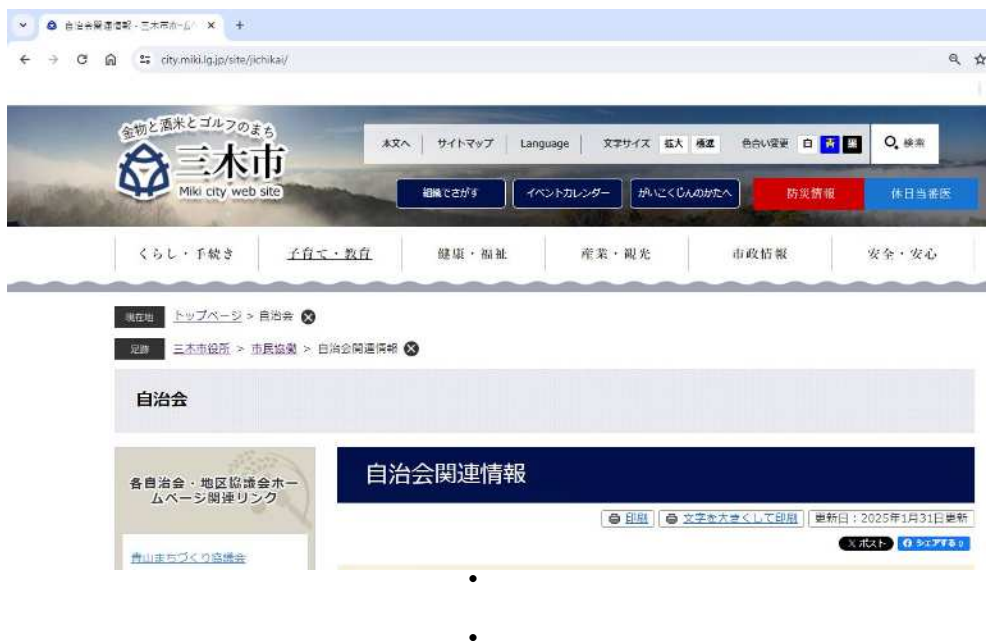 自治会関連情報 - 三木市ホーム
city.miki.lg.jp/site/jichikai/
金物と酒米とゴルフのまち
三木市
Miki city web site
本文へ サイトマップ Language 文字サイズ 拡大 標準 色合い変更 白 青 黒 検索
組織でさがす イベントカレンダー がいこくじんのかたへ 防災情報 休日当番医
くらし・手続き 子育て・教育 健康・福祉 産業・観光 市政情報 安全・安心
現在地 トップページ > 自治会
足跡 三木市役所 > 市民協働 > 自治会関連情報
自治会
各自治会・地区協議会ホー
ムページ関連リンク
自治会関連情報
印刷 文字を大きくして印刷 更新日:2025年1月31日更新
X ポスト シェアする 0
青山まちづくり協議会